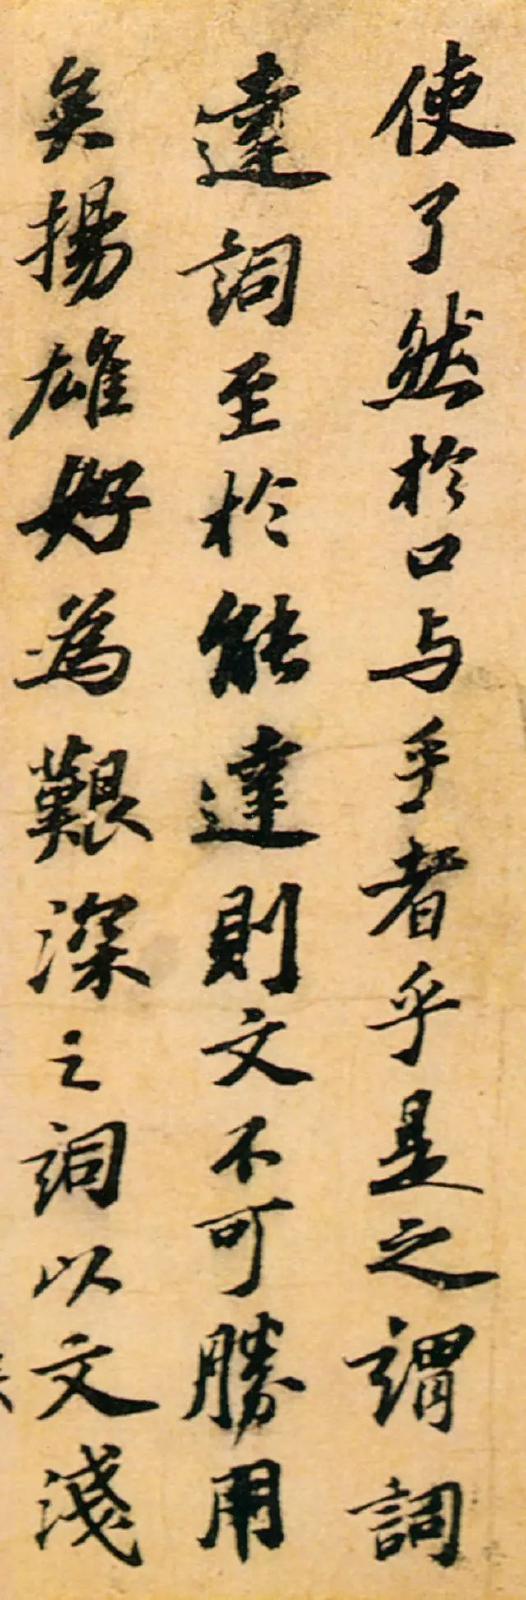 使了然於口与手者乎是之謂詞
達詞至於能達則文不可勝用
矣揚雄好為艱深之詞以文淺